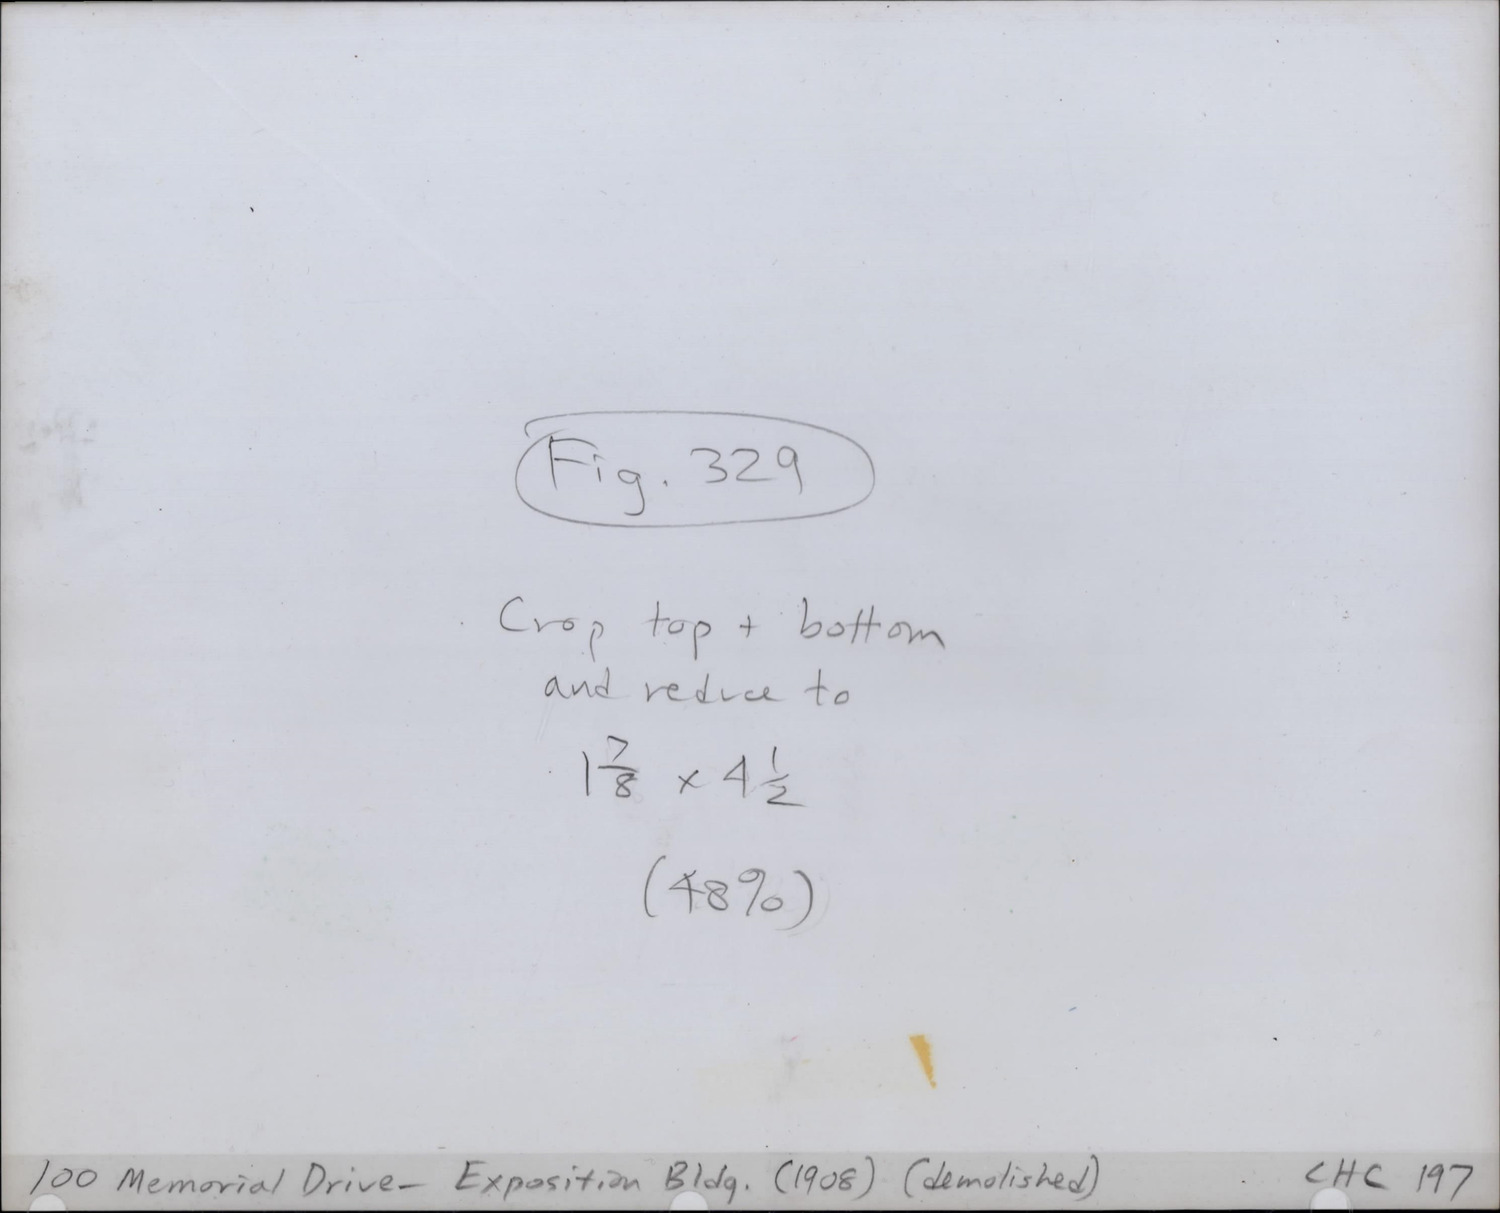 Fig. 329
Crop top + bottom
and reduce to
1 7/8 x 4 1/2
(48%)
100 Memorial Drive - Exposition Bldg. (1908) (demolished) CHC 197